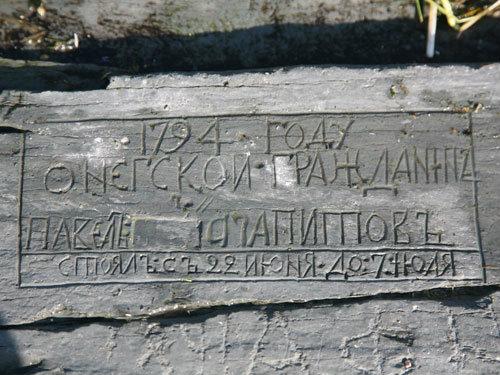 1794 ГОДУ
ОНЕГСКОЙ ГРАЖДАНИНЪ
ПАВЕЛЪ
СТОЯЛЪ СЪ 22 ИЮНЯ ДО 7 ИЮЛЯ